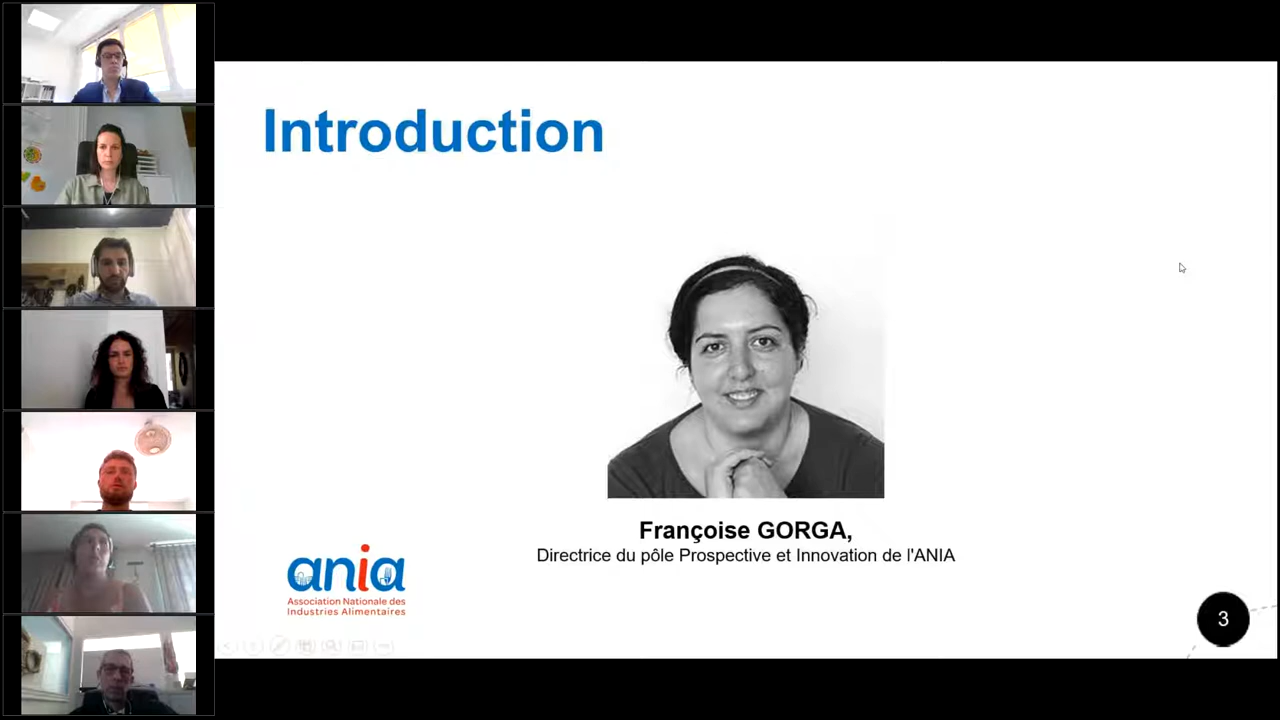 Introduction
Françoise GORGA,
Directrice du pôle Prospective et Innovation de l'ANIA
ania
Association Nationale des
Industries Alimentaires
3